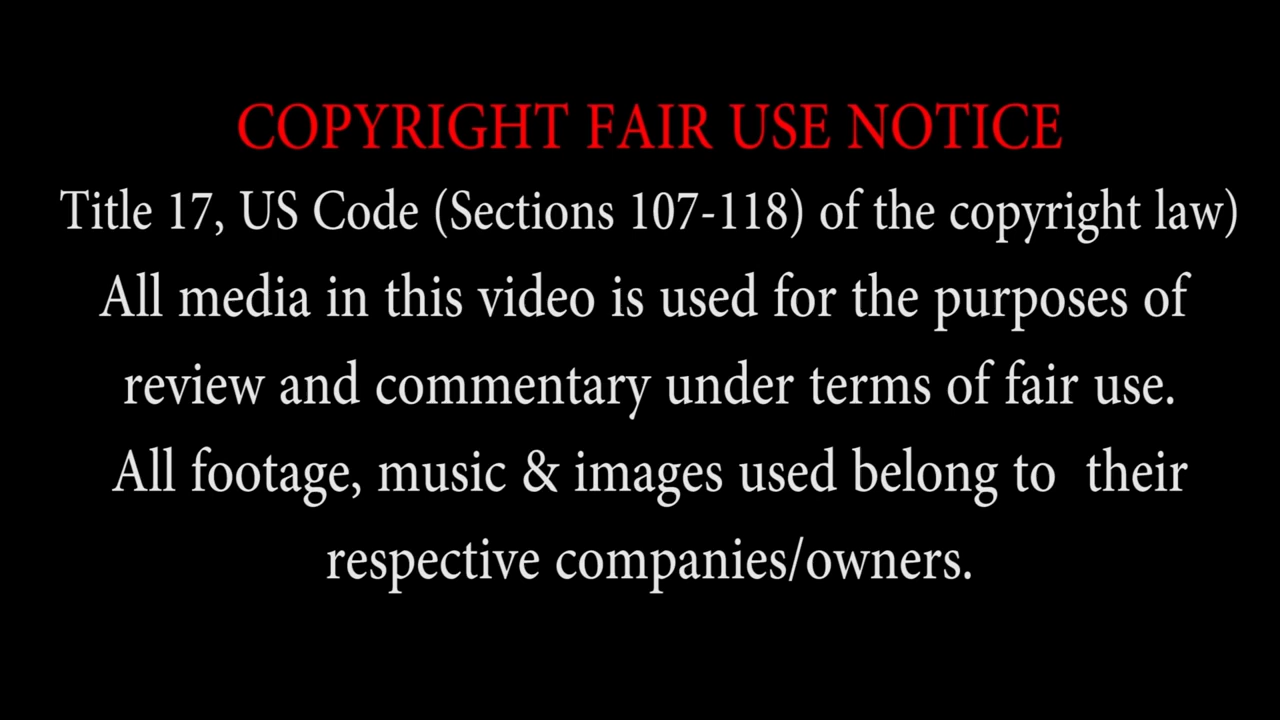 COPYRIGHT FAIR USE NOTICE
Title 17, US Code (Sections 107-118) of the copyright law)
All media in this video is used for the purposes of
review and commentary under terms of fair use.
All footage, music & images used belong to  their
respective companies/owners.